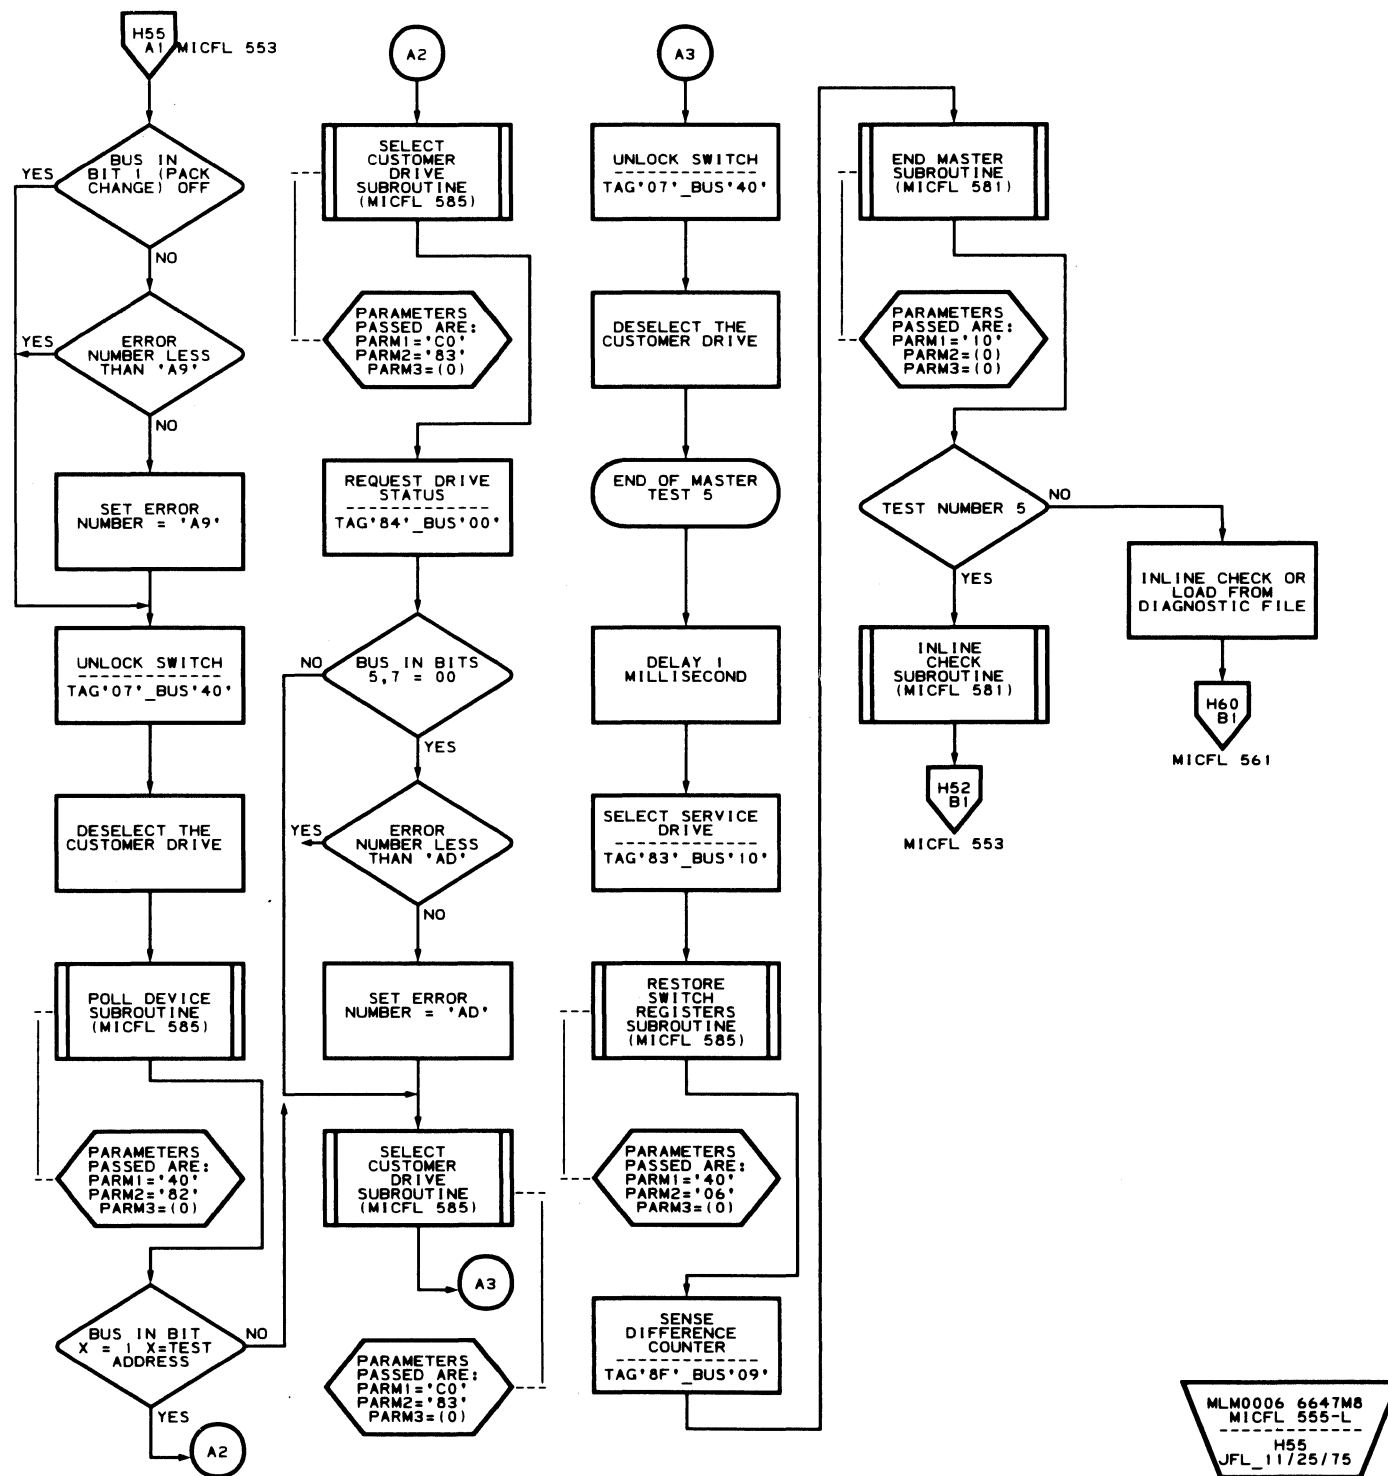 H55
A1 MICFL 553
BUS IN
BIT 1 (PACK
CHANGE) OFF
YES
NO
ERROR
NUMBER LESS
THAN 'A9'
YES
NO
SET ERROR
NUMBER = 'A9'
UNLOCK SWITCH
TAG'07'_BUS'40'
DESELECT THE
CUSTOMER DRIVE
POLL DEVICE
SUBROUTINE
(MICFL 585)
PARAMETERS
PASSED ARE:
PARM1='40'
PARM2='82'
PARM3=(0)
BUS IN BIT
X = 1 X=TEST
ADDRESS
NO
YES
A2
A2
SELECT
CUSTOMER
DRIVE
SUBROUTINE
(MICFL 585)
PARAMETERS
PASSED ARE:
PARM1='C0'
PARM2='83'
PARM3=(0)
REQUEST DRIVE
STATUS
TAG'84'_BUS'00'
BUS IN BITS
5,7 = 00
NO
YES
ERROR
NUMBER LESS
THAN 'AD'
YES
NO
SET ERROR
NUMBER = 'AD'
SELECT
CUSTOMER
DRIVE
SUBROUTINE
(MICFL 585)
A3
PARAMETERS
PASSED ARE:
PARM1='C0'
PARM2='83'
PARM3=(0)
A3
UNLOCK SWITCH
TAG'07'_BUS'40'
DESELECT THE
CUSTOMER DRIVE
END OF MASTER
TEST 5
DELAY 1
MILLISECOND
SELECT SERVICE
DRIVE
TAG'83'_BUS'10'
RESTORE
SWITCH
REGISTERS
SUBROUTINE
(MICFL 585)
PARAMETERS
PASSED ARE:
PARM1='40'
PARM2='06'
PARM3=(0)
SENSE
DIFFERENCE
COUNTER
TAG'8F'_BUS'09'
END MASTER
SUBROUTINE
(MICFL 581)
PARAMETERS
PASSED ARE:
PARM1='10'
PARM2=(0)
PARM3=(0)
TEST NUMBER 5
NO
YES
INLINE
CHECK
SUBROUTINE
(MICFL 581)
H52
B1
MICFL 553
INLINE CHECK OR
LOAD FROM
DIAGNOSTIC FILE
H60
B1
MICFL 561
MLM0006 6647M8
MICFL 555-L
H55
JFL_11/25/75